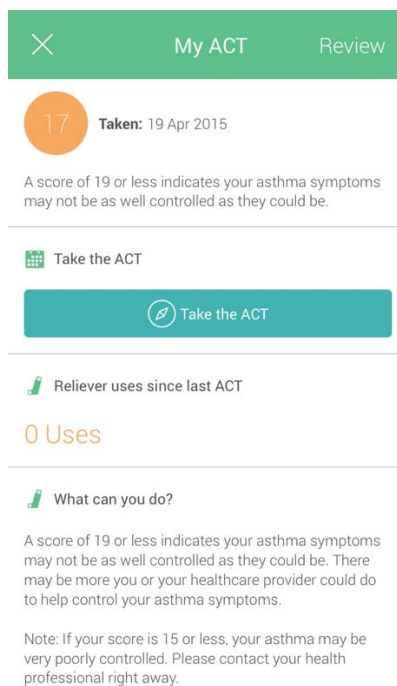 My ACT
Review
17
Taken: 19 Apr 2015
A score of 19 or less indicates your asthma symptoms
may not be as well controlled as they could be.
Take the ACT
Take the ACT
Reliever uses since last ACT
0 Uses
What can you do?
A score of 19 or less indicates your asthma symptoms
may not be as well controlled as they could be. There
may be more you or your healthcare provider could do
to help control your asthma symptoms.
Note: If your score is 15 or less, your asthma may be
very poorly controlled. Please contact your health
professional right away.